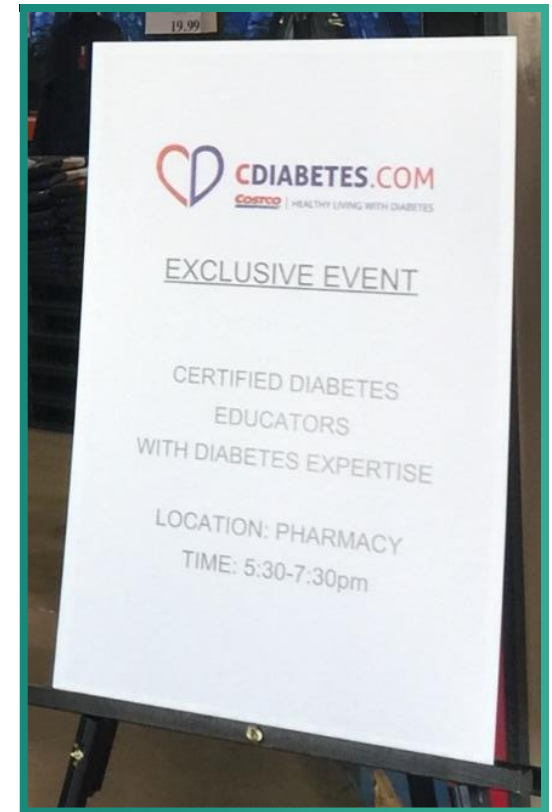 19.99
CDIABETES.COM
COSTCO | HEALTHY LIVING WITH DIABETES
EXCLUSIVE EVENT
CERTIFIED DIABETES
EDUCATORS
WITH DIABETES EXPERTISE
LOCATION: PHARMACY
TIME: 5:30-7:30pm